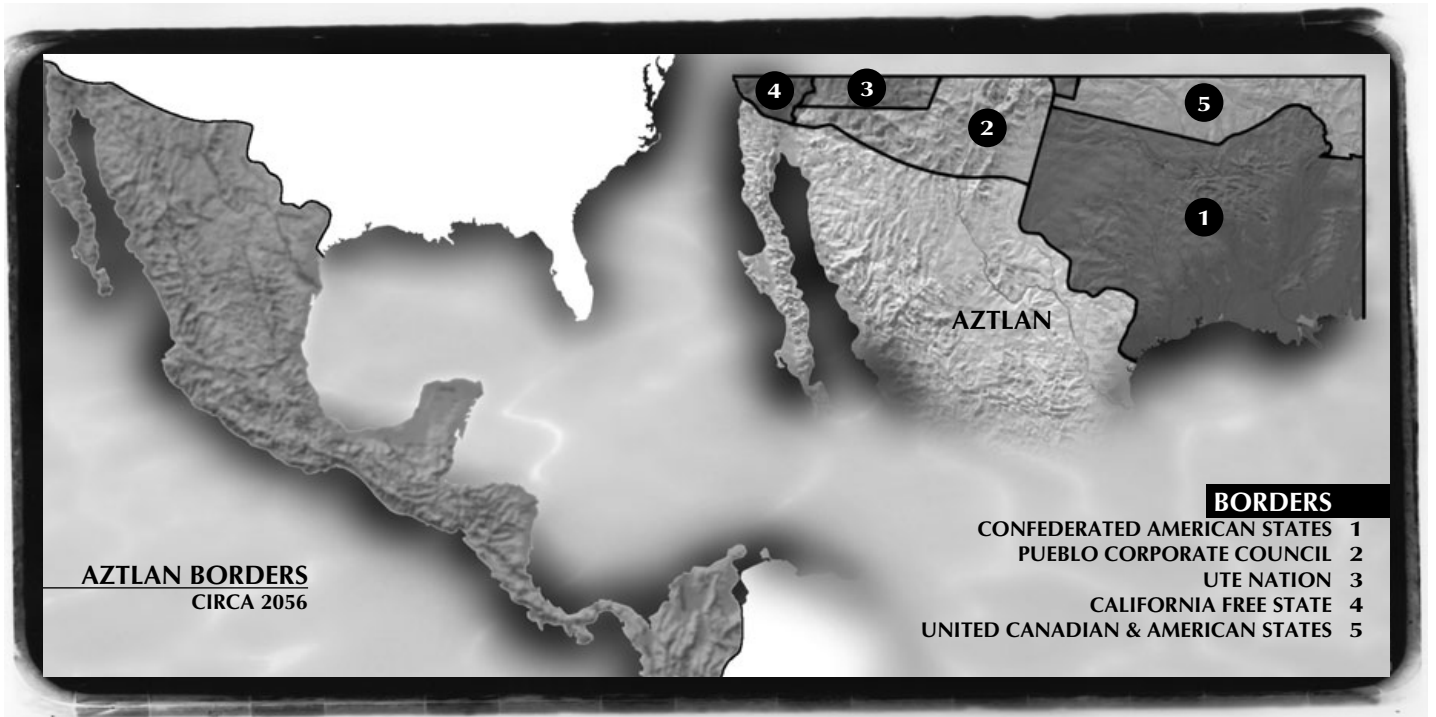 4
3
2
5
1
AZTLAN
BORDERS
CONFEDERATED AMERICAN STATES 1
PUEBLO CORPORATE COUNCIL 2
UTE NATION 3
CALIFORNIA FREE STATE 4
UNITED CANADIAN & AMERICAN STATES 5
AZTLAN BORDERS
CIRCA 2056